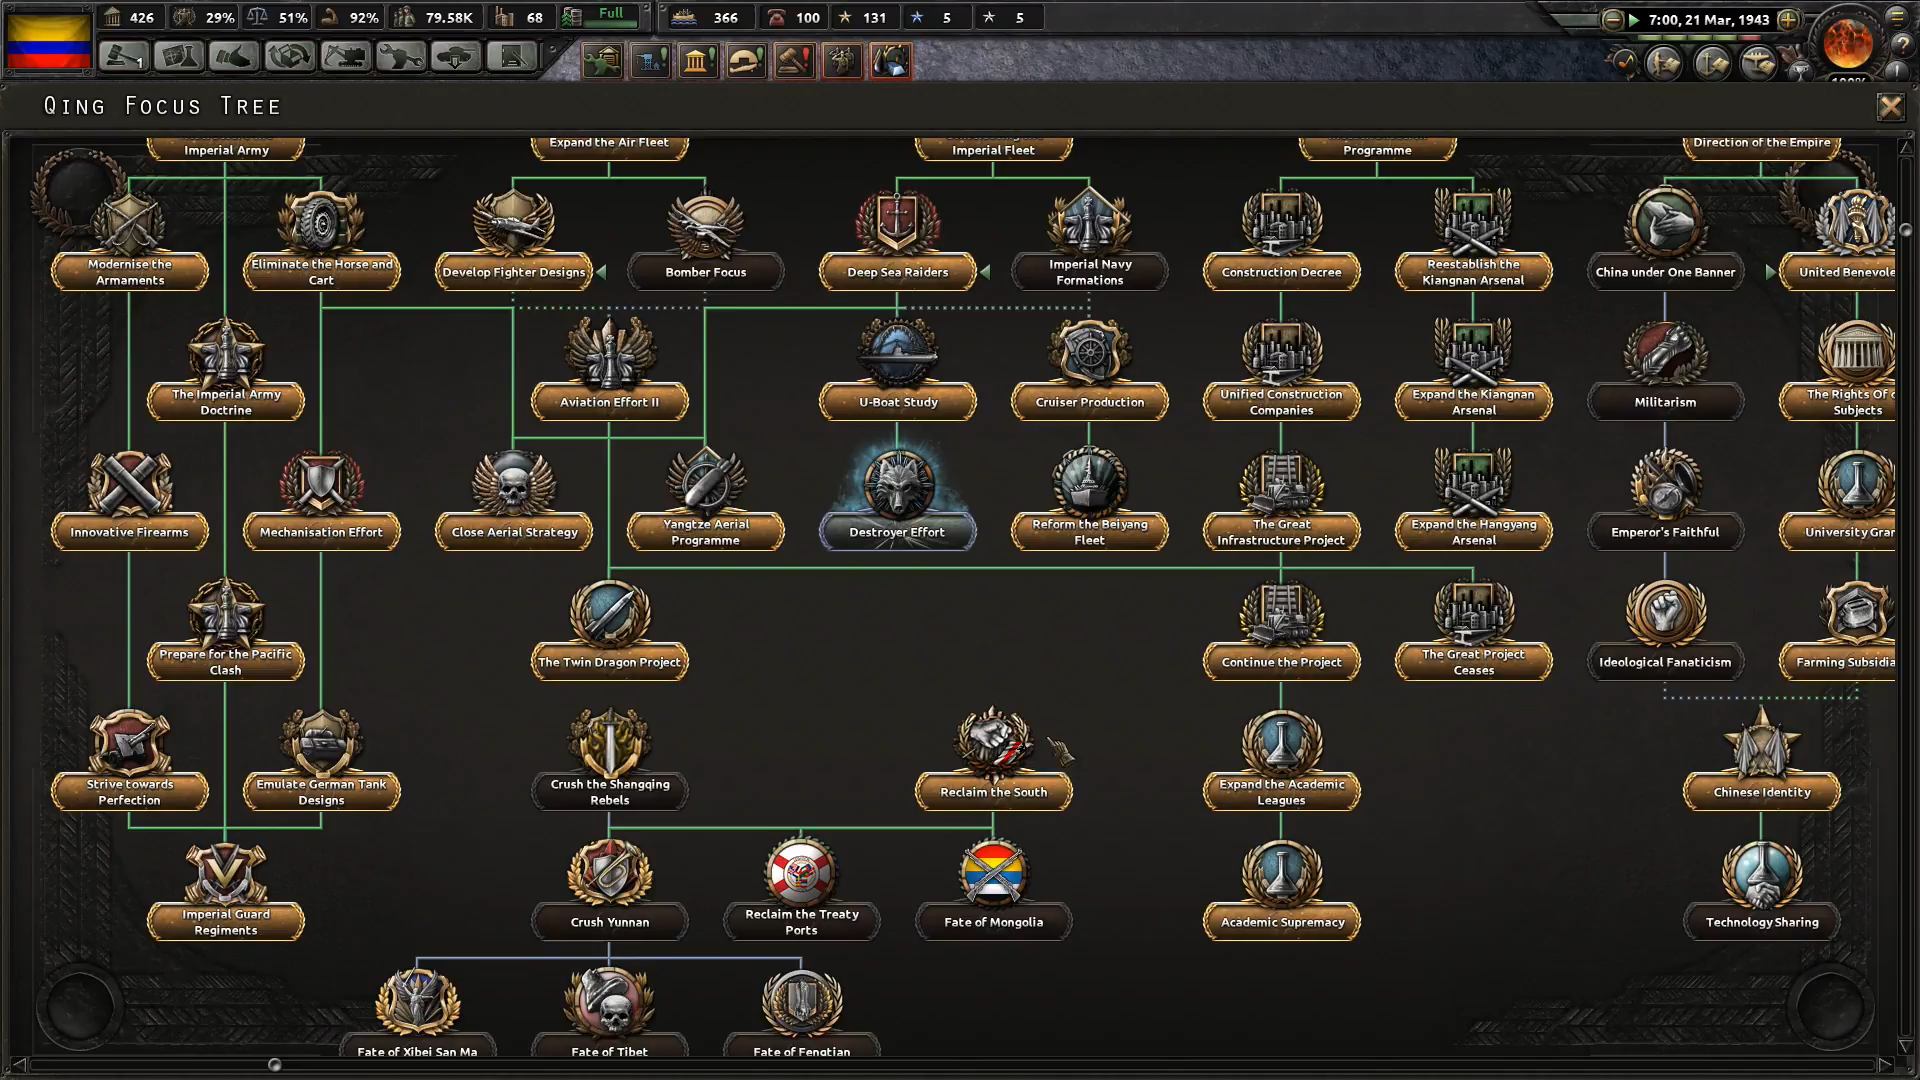 426
29%
51%
92%
79.58K
68
Full
366
100
131
5
5
7:00, 21 Mar, 1943
1
Qing Focus Tree
Imperial Army
Expand the Air Fleet
Imperial Fleet
Programme
Direction of the Empire
Modernise the
Armaments
Eliminate the Horse and
Cart
Develop Fighter Designs
Bomber Focus
Deep Sea Raiders
Imperial Navy
Formations
Construction Decree
Reestablish the
Kiangnan Arsenal
China under One Banner
United Benevole
The Imperial Army
Doctrine
Aviation Effort II
U-Boat Study
Cruiser Production
Unified Construction
Companies
Expand the Kiangnan
Arsenal
Militarism
The Rights Of
Subjects
Innovative Firearms
Mechanisation Effort
Close Aerial Strategy
Yangtze Aerial
Programme
Destroyer Effort
Reform the Beiyang
Fleet
The Great
Infrastructure Project
Expand the Hangyang
Arsenal
Emperor's Faithful
University Gran
Prepare for the Pacific
Clash
The Twin Dragon Project
Continue the Project
The Great Project
Ceases
Ideological Fanaticism
Farming Subsidia
Strive towards
Perfection
Emulate German Tank
Designs
Crush the Shangqing
Rebels
Reclaim the South
Expand the Academic
Leagues
Chinese Identity
Imperial Guard
Regiments
Crush Yunnan
Reclaim the Treaty
Ports
Fate of Mongolia
Academic Supremacy
Technology Sharing
Fate of Xibei San Ma
Fate of Tibet
Fate of Fengtian